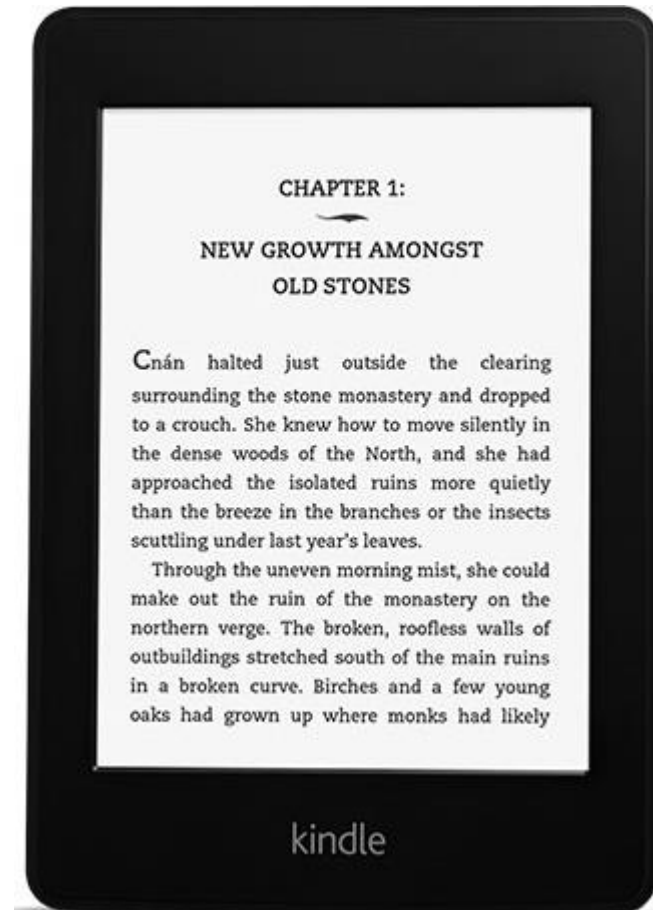 CHAPTER 1:
NEW GROWTH AMONGST
OLD STONES
Cnán halted just outside the clearing
surrounding the stone monastery and dropped
to a crouch. She knew how to move silently in
the dense woods of the North, and she had
approached the isolated ruins more quietly
than the breeze in the branches or the insects
scuttling under last year's leaves.
Through the uneven morning mist, she could
make out the ruin of the monastery on the
northern verge. The broken, roofless walls of
outbuildings stretched south of the main ruins
in a broken curve. Birches and a few young
oaks had grown up where monks had likely
kindle